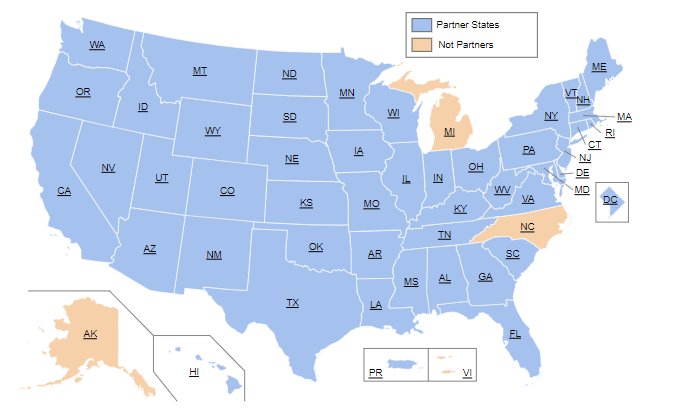 Partner States
Not Partners
WA
MT
ND
MN
ME
OR
ID
SD
WI
VT
NH
NY
MA
WY
MI
RI
NV
NE
IA
PA
CT
NJ
UT
CO
IL
IN
OH
DE
CA
KS
MO
WV
VA
MD
DC
KY
AZ
NM
OK
AR
TN
NC
SC
MS
AL
GA
TX
LA
FL
AK
HI
PR
VI